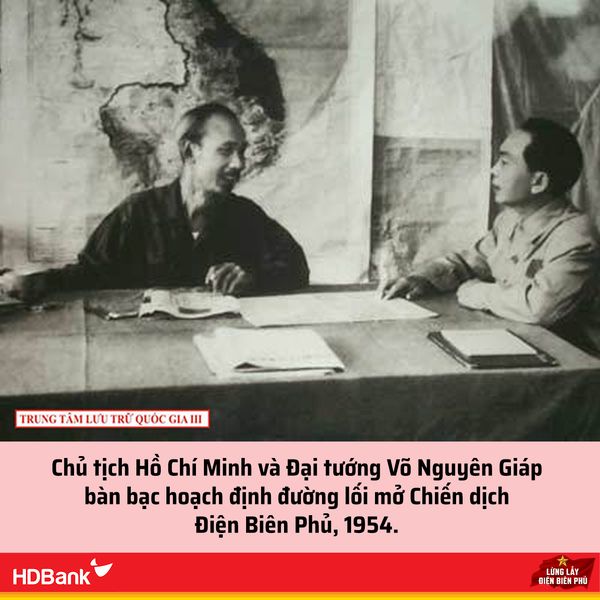 TRUNG TÂM LƯU TRỮ QUỐC GIA III
Chủ tịch Hồ Chí Minh và Đại tướng Võ Nguyên Giáp
bàn bạc hoạch định đường lối mở Chiến dịch
Điện Biên Phủ, 1954.
HDBank
LỪNG LẪY
ĐIỆN BIÊN PHỦ